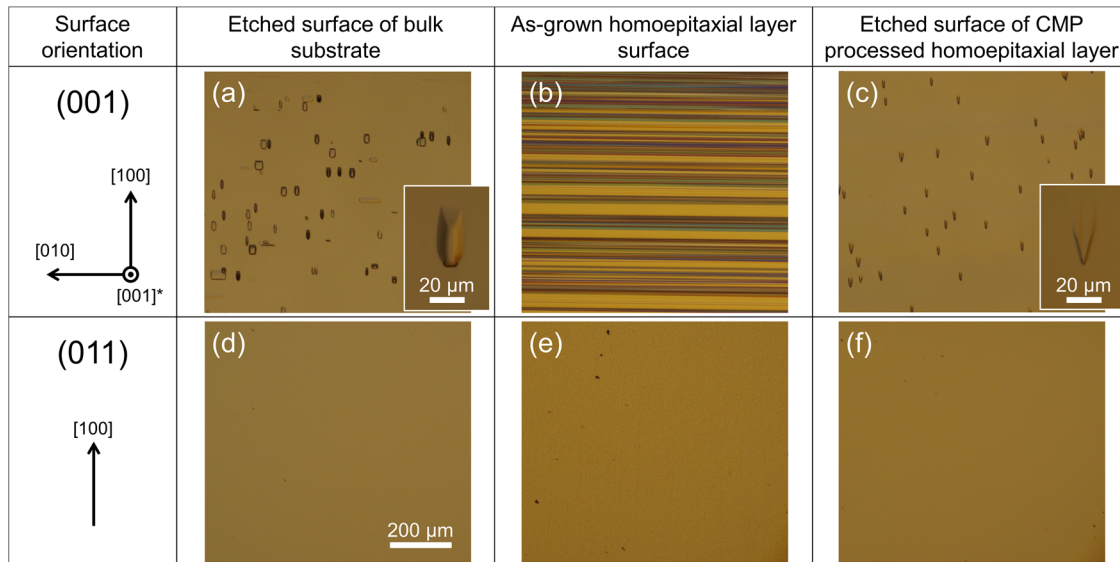 Surface
orientation
Etched surface of bulk
substrate
As-grown homoepitaxial layer
surface
Etched surface of CMP
processed homoepitaxial layer
(001)
[100]
[010]
[001]*
(a)
20 μm
(b)
(c)
20 μm
(011)
[100]
(d)
200 μm
(e)
(f)